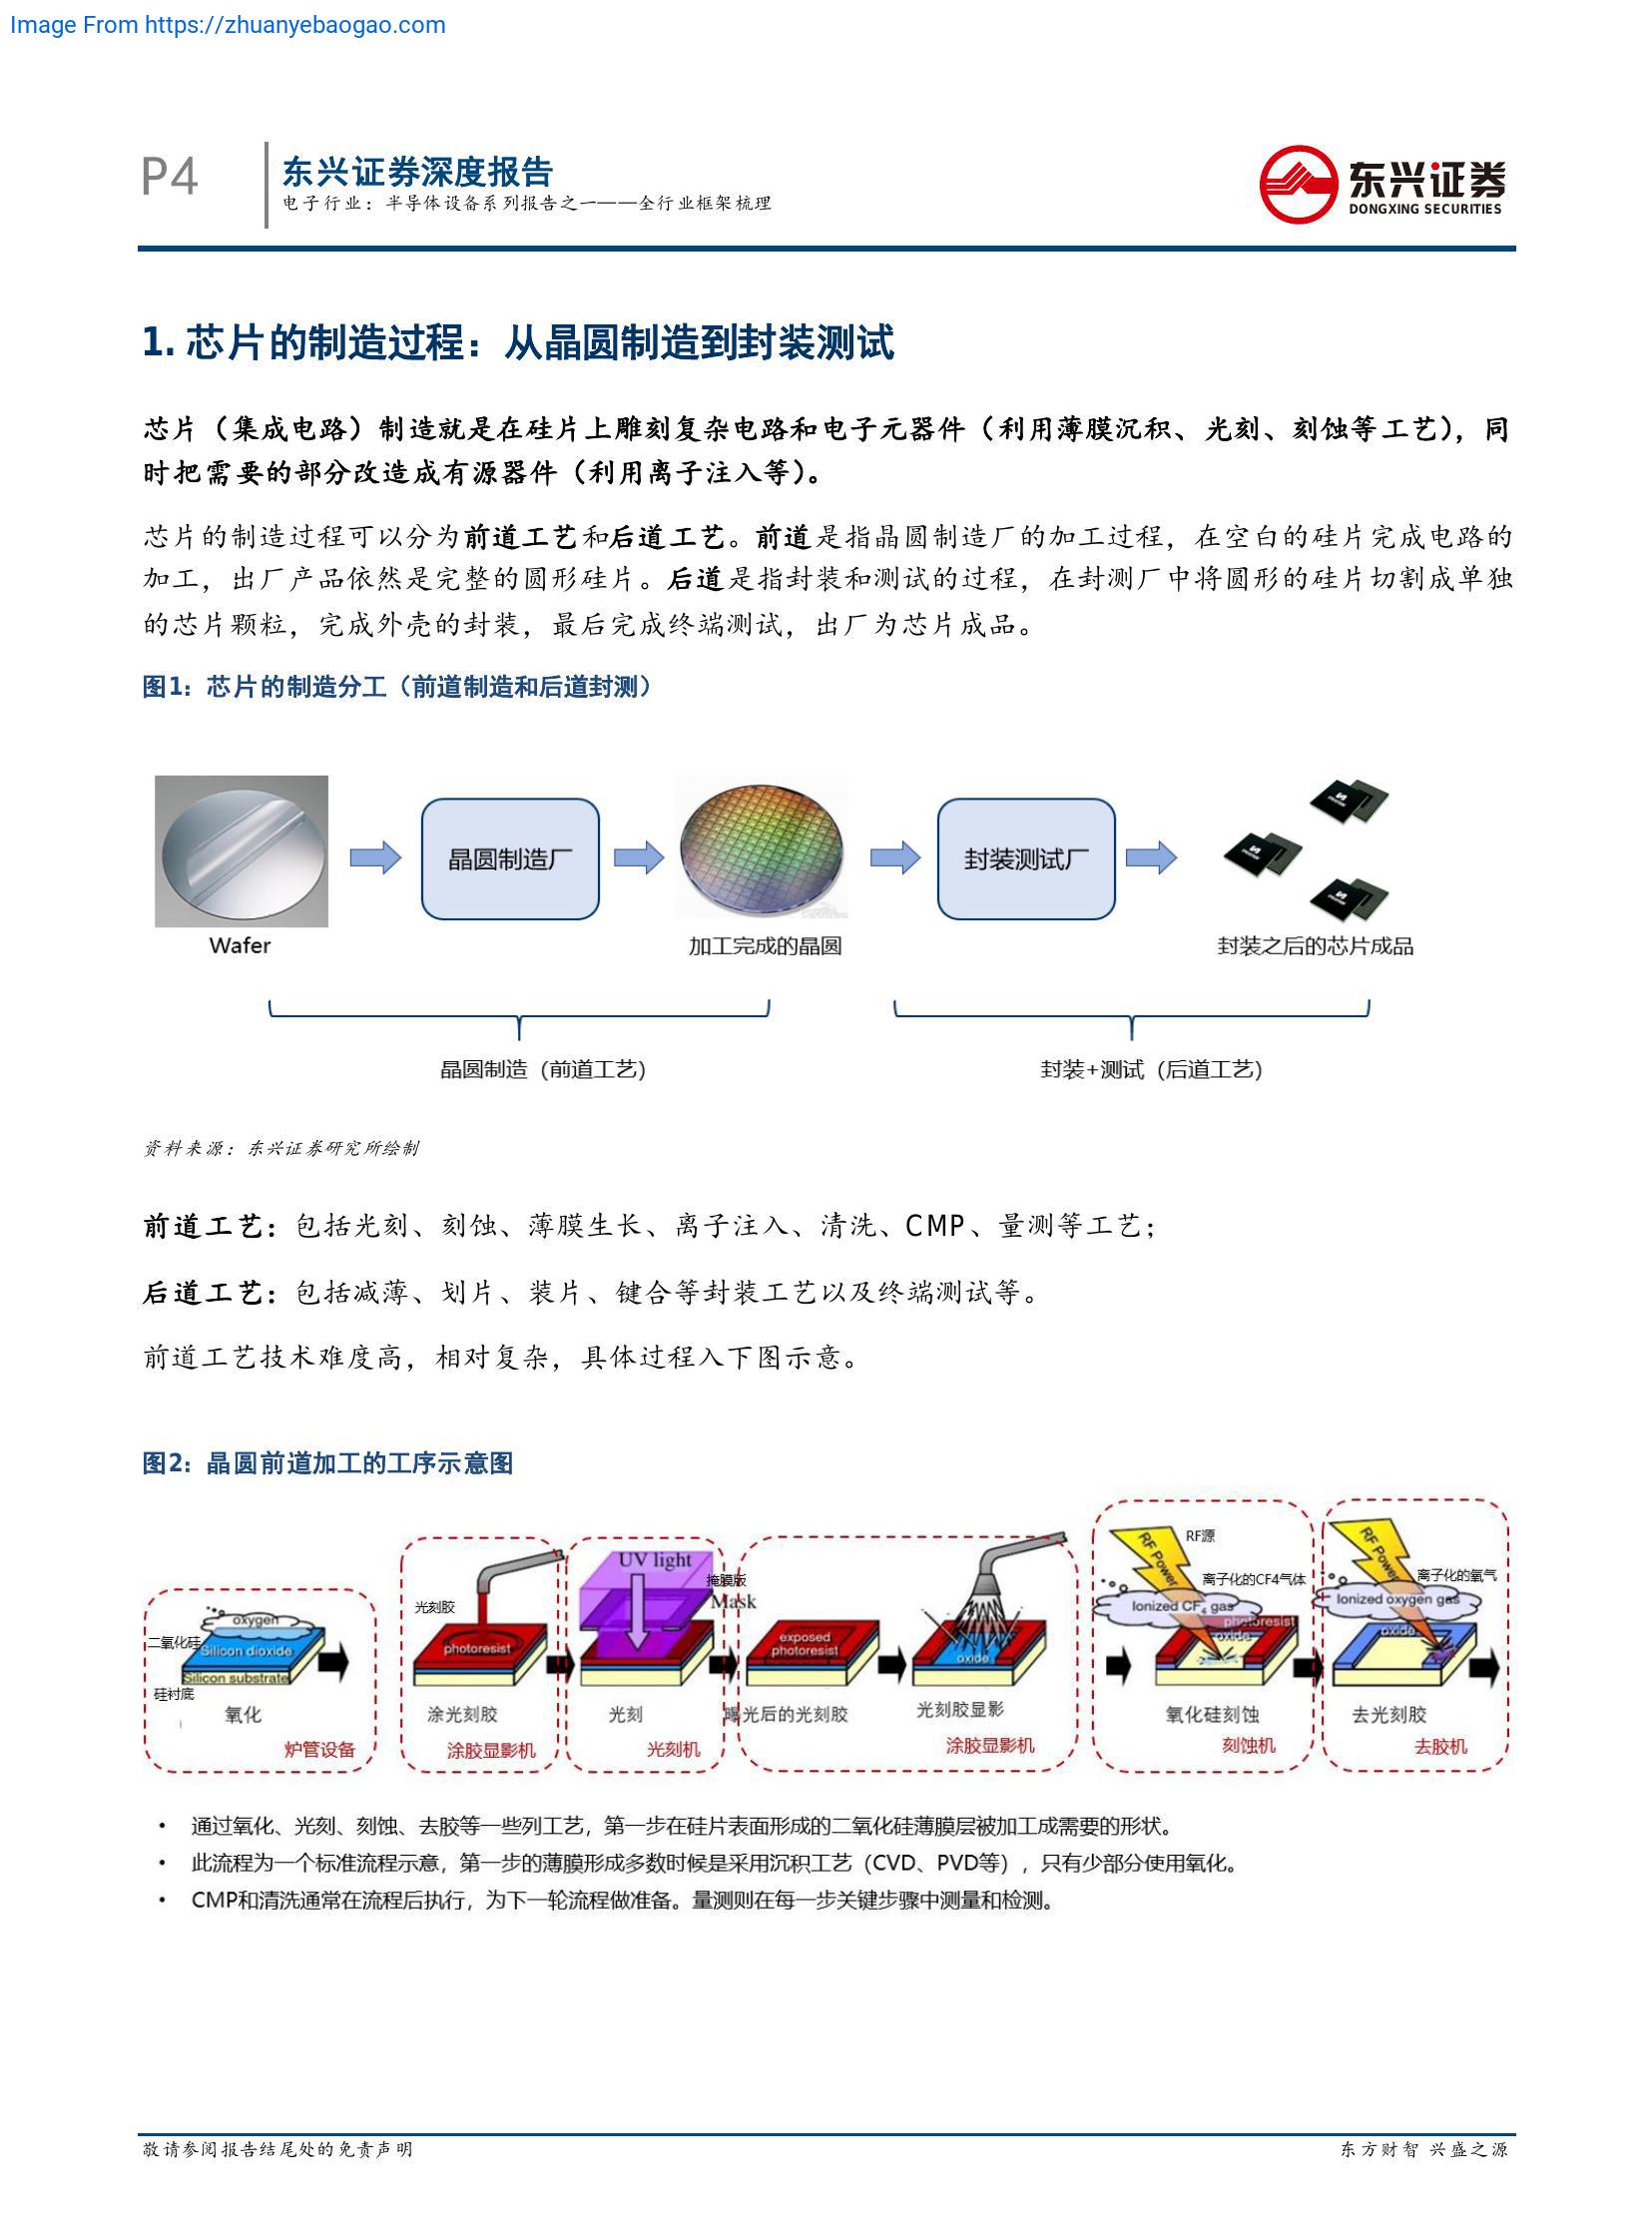 Image From https://zhuanyebaogao.com
P4
东兴证券深度报告
电子行业：半导体设备系列报告之一——全行业框架梳理
东兴证券
DONGXING SECURITIES
1. 芯片的制造过程：从晶圆制造到封装测试
芯片（集成电路）制造就是在硅片上雕刻复杂电路和电子元器件（利用薄膜沉积、光刻、刻蚀等工艺），同
时把需要的部分改造成有源器件（利用离子注入等）。
芯片的制造过程可以分为前道工艺和后道工艺。前道是指晶圆制造厂的加工过程，在空白的硅片完成电路的
加工，出厂产品依然是完整的圆形硅片。后道是指封装和测试的过程，在封测厂中将圆形的硅片切割成单独
的芯片颗粒，完成外壳的封装，最后完成终端测试，出厂为芯片成品。
图1：芯片的制造分工（前道制造和后道封测）
晶圆制造厂
封装测试厂
Wafer
加工完成的晶圆
封装之后的芯片成品
晶圆制造（前道工艺）
封装+测试（后道工艺）
资料来源：东兴证券研究所绘制
前道工艺：包括光刻、刻蚀、薄膜生长、离子注入、清洗、CMP、量测等工艺；
后道工艺：包括减薄、划片、装片、键合等封装工艺以及终端测试等。
前道工艺技术难度高，相对复杂，具体过程入下图示意。
图2：晶圆前道加工的工序示意图
oxygen
二氧化硅
Silicon dioxide
Silicon substrate
硅衬底
氧化
炉管设备
光刻胶
photoresist
涂光刻胶
涂胶显影机
UV light
掩膜版
Mask
光刻
光刻机
exposed
photoresist
曝光后的光刻胶
oxide
光刻胶显影
涂胶显影机
RF Power
RF源
离子化的CF4气体
Ionized CF4 gas
photoresist
oxide
氧化硅刻蚀
刻蚀机
RF Power
离子化的氧气
Ionized oxygen gas
oxide
去光刻胶
去胶机
• 通过氧化、光刻、刻蚀、去胶等一些列工艺，第一步在硅片表面形成的二氧化硅薄膜层被加工成需要的形状。
• 此流程为一个标准流程示意，第一步的薄膜形成多数时候是采用沉积工艺（CVD、PVD等），只有少部分使用氧化。
• CMP和清洗通常在流程后执行，为下一轮流程做准备。量测则在每一步关键步骤中测量和检测。
敬请参阅报告结尾处的免责声明
东方财智 兴盛之源